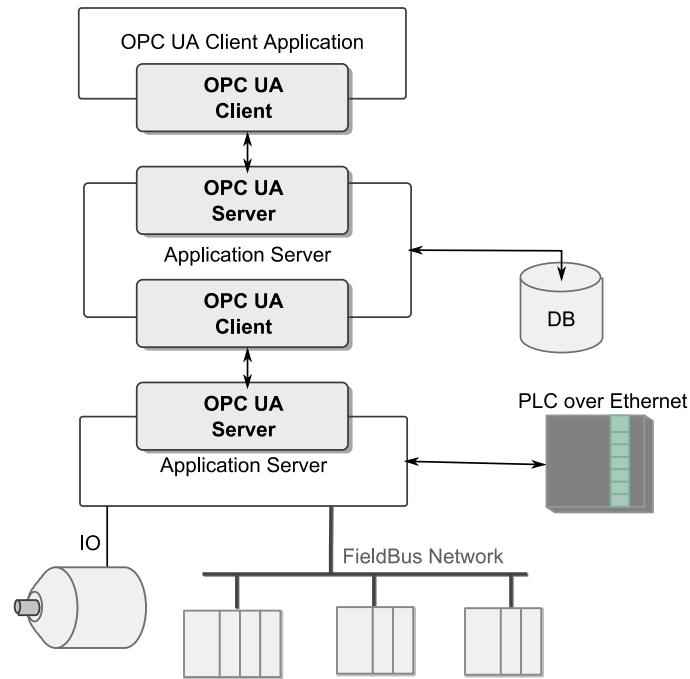 OPC UA Client Application
OPC UA
Client
OPC UA
Server
Application Server
OPC UA
Client
DB
OPC UA
Server
PLC over Ethernet
Application Server
IO
FieldBus Network